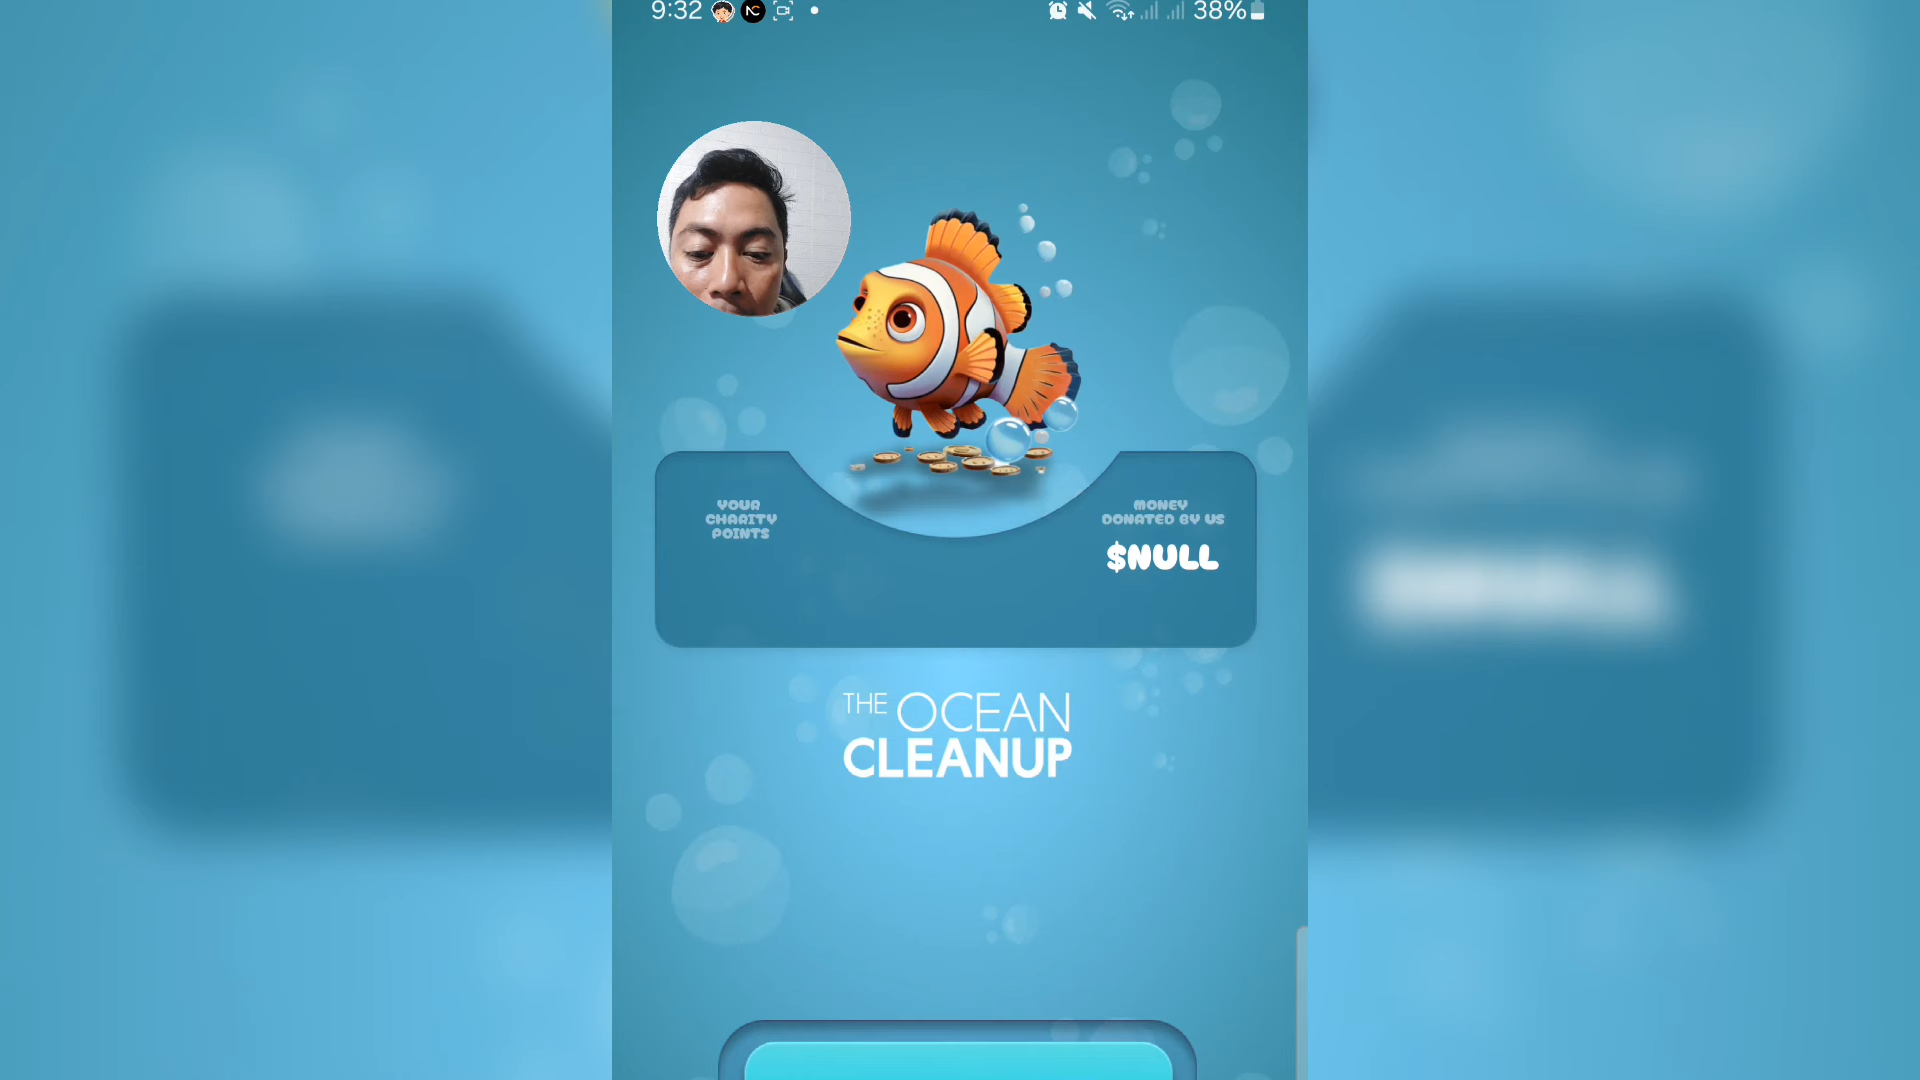 9:32
38%
YOUR
CHARITY
POINTS
MONEY
DONATED BY US
$NULL
THE OCEAN
CLEANUP